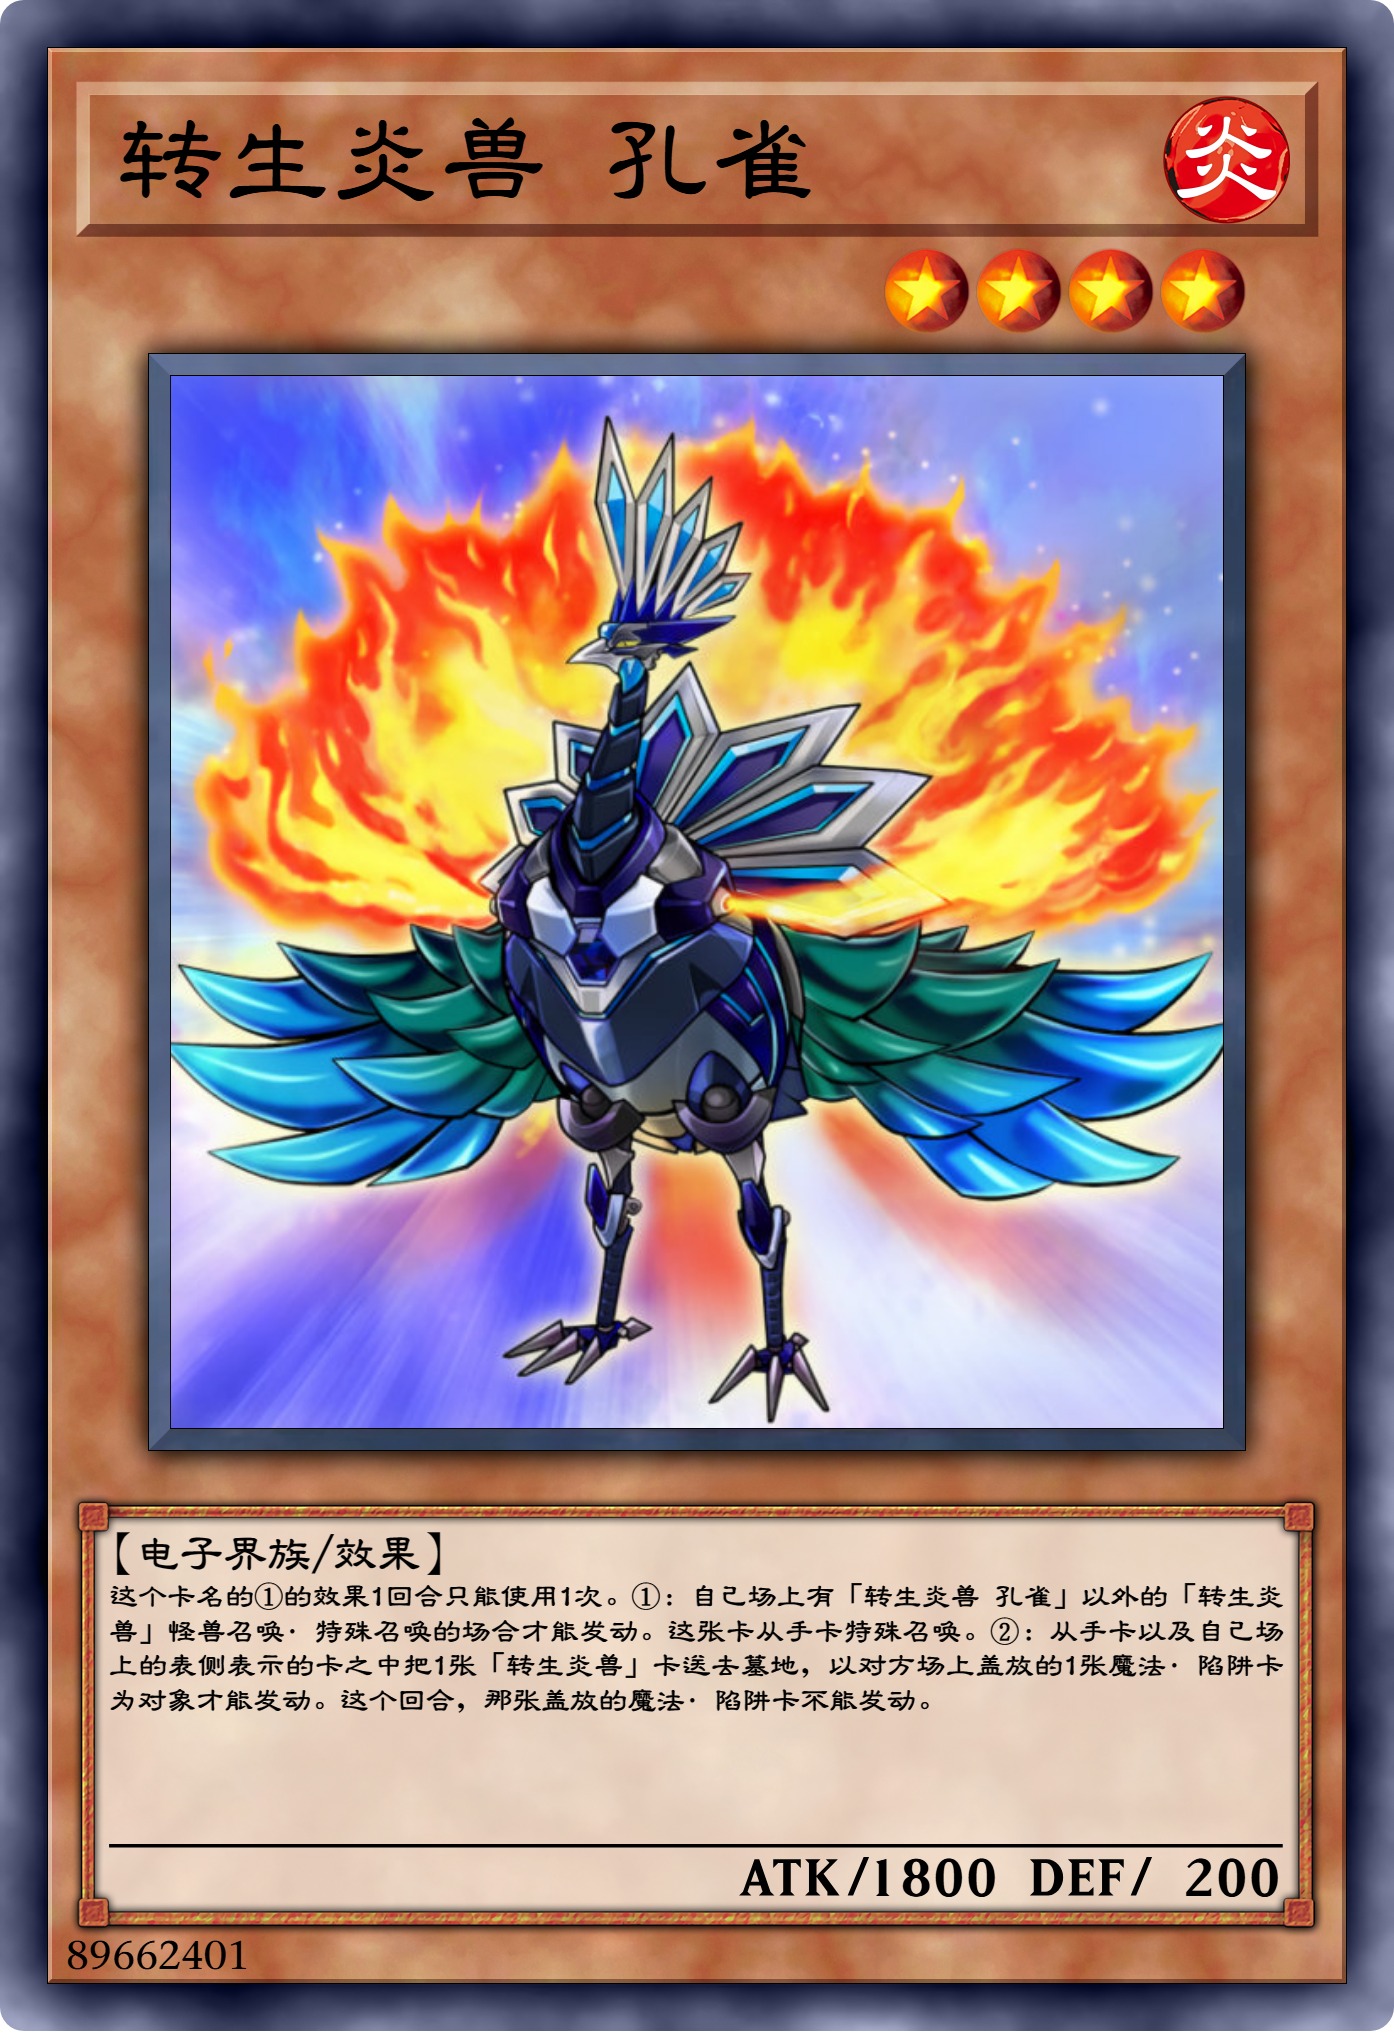 转生炎兽 孔雀
炎
【电子界族/效果】
这个卡名的①的效果1回合只能使用1次。①：自己场上有「转生炎兽 孔雀」以外的「转生炎
兽」怪兽召唤·特殊召唤的场合才能发动。这张卡从手卡特殊召唤。②：从手卡以及自己场
上的表侧表示的卡之中把1张「转生炎兽」卡送去墓地，以对方场上盖放的1张魔法·陷阱卡
为对象才能发动。这个回合，那张盖放的魔法·陷阱卡不能发动。
ATK/1800 DEF/ 200
89662401